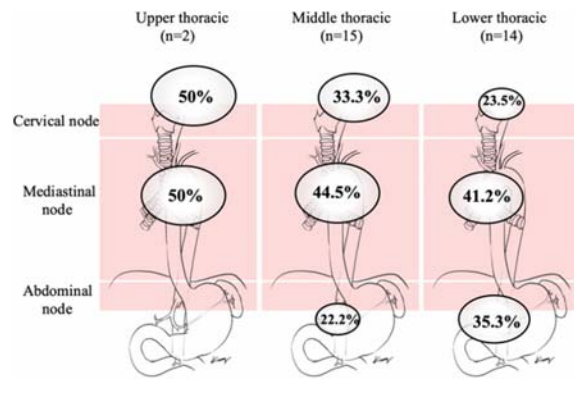 Upper thoracic
(n=2)
Middle thoracic
(n=15)
Lower thoracic
(n=14)
Cervical node
50%
33.3%
23.5%
Mediastinal
node
50%
44.5%
41.2%
Abdominal
node
22.2%
35.3%